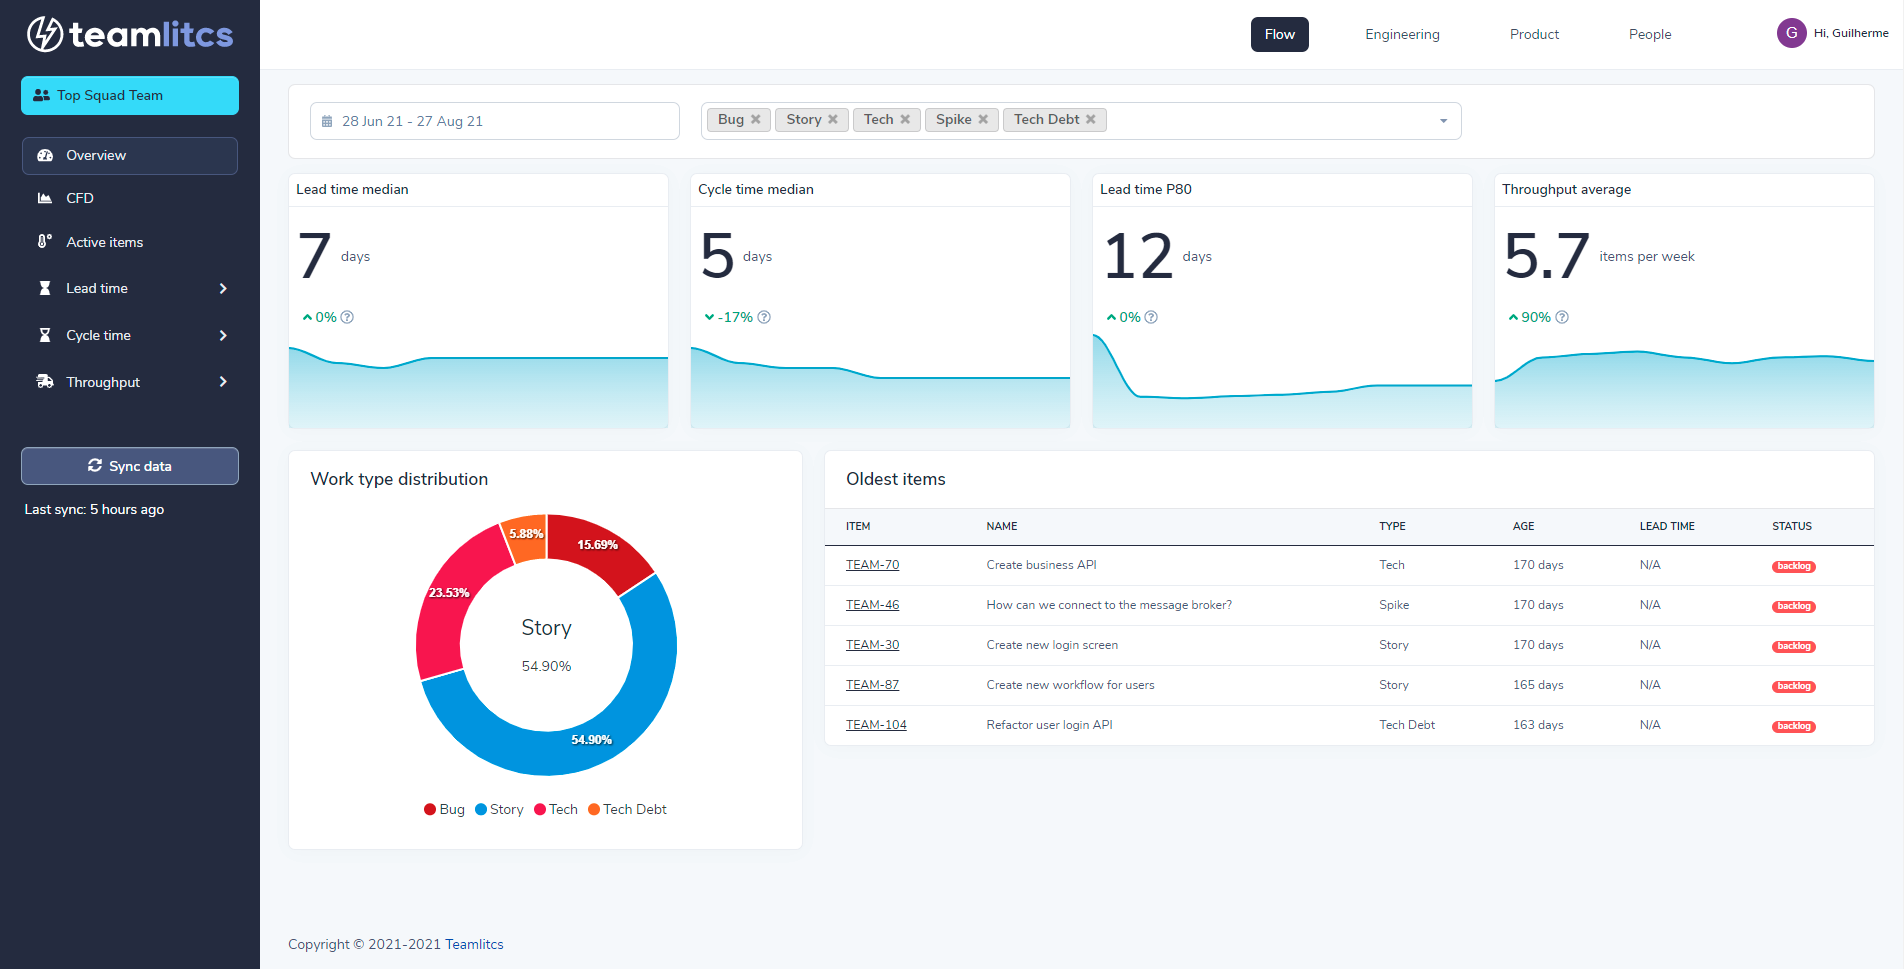 teamlitcs
Flow Engineering Product People G Hi, Guilherme
Top Squad Team
28 Jun 21 - 27 Aug 21
Bug Story Tech Spike Tech Debt
Overview
CFD
Active items
Lead time
Cycle time
Throughput
Sync data
Last sync: 5 hours ago
Lead time median
7 days
0%
Cycle time median
5 days
-17%
Lead time P80
12 days
0%
Throughput average
5.7 items per week
90%
Work type distribution
5.88%
15.69%
23.53%
Story
54.90%
54.90%
Bug Story Tech Tech Debt
Oldest items
ITEM NAME TYPE AGE LEAD TIME STATUS
TEAM-70 Create business API Tech 170 days N/A backlog
TEAM-46 How can we connect to the message broker? Spike 170 days N/A backlog
TEAM-30 Create new login screen Story 170 days N/A backlog
TEAM-87 Create new workflow for users Story 165 days N/A backlog
TEAM-104 Refactor user login API Tech Debt 163 days N/A backlog
Copyright © 2021-2021 Teamlitcs